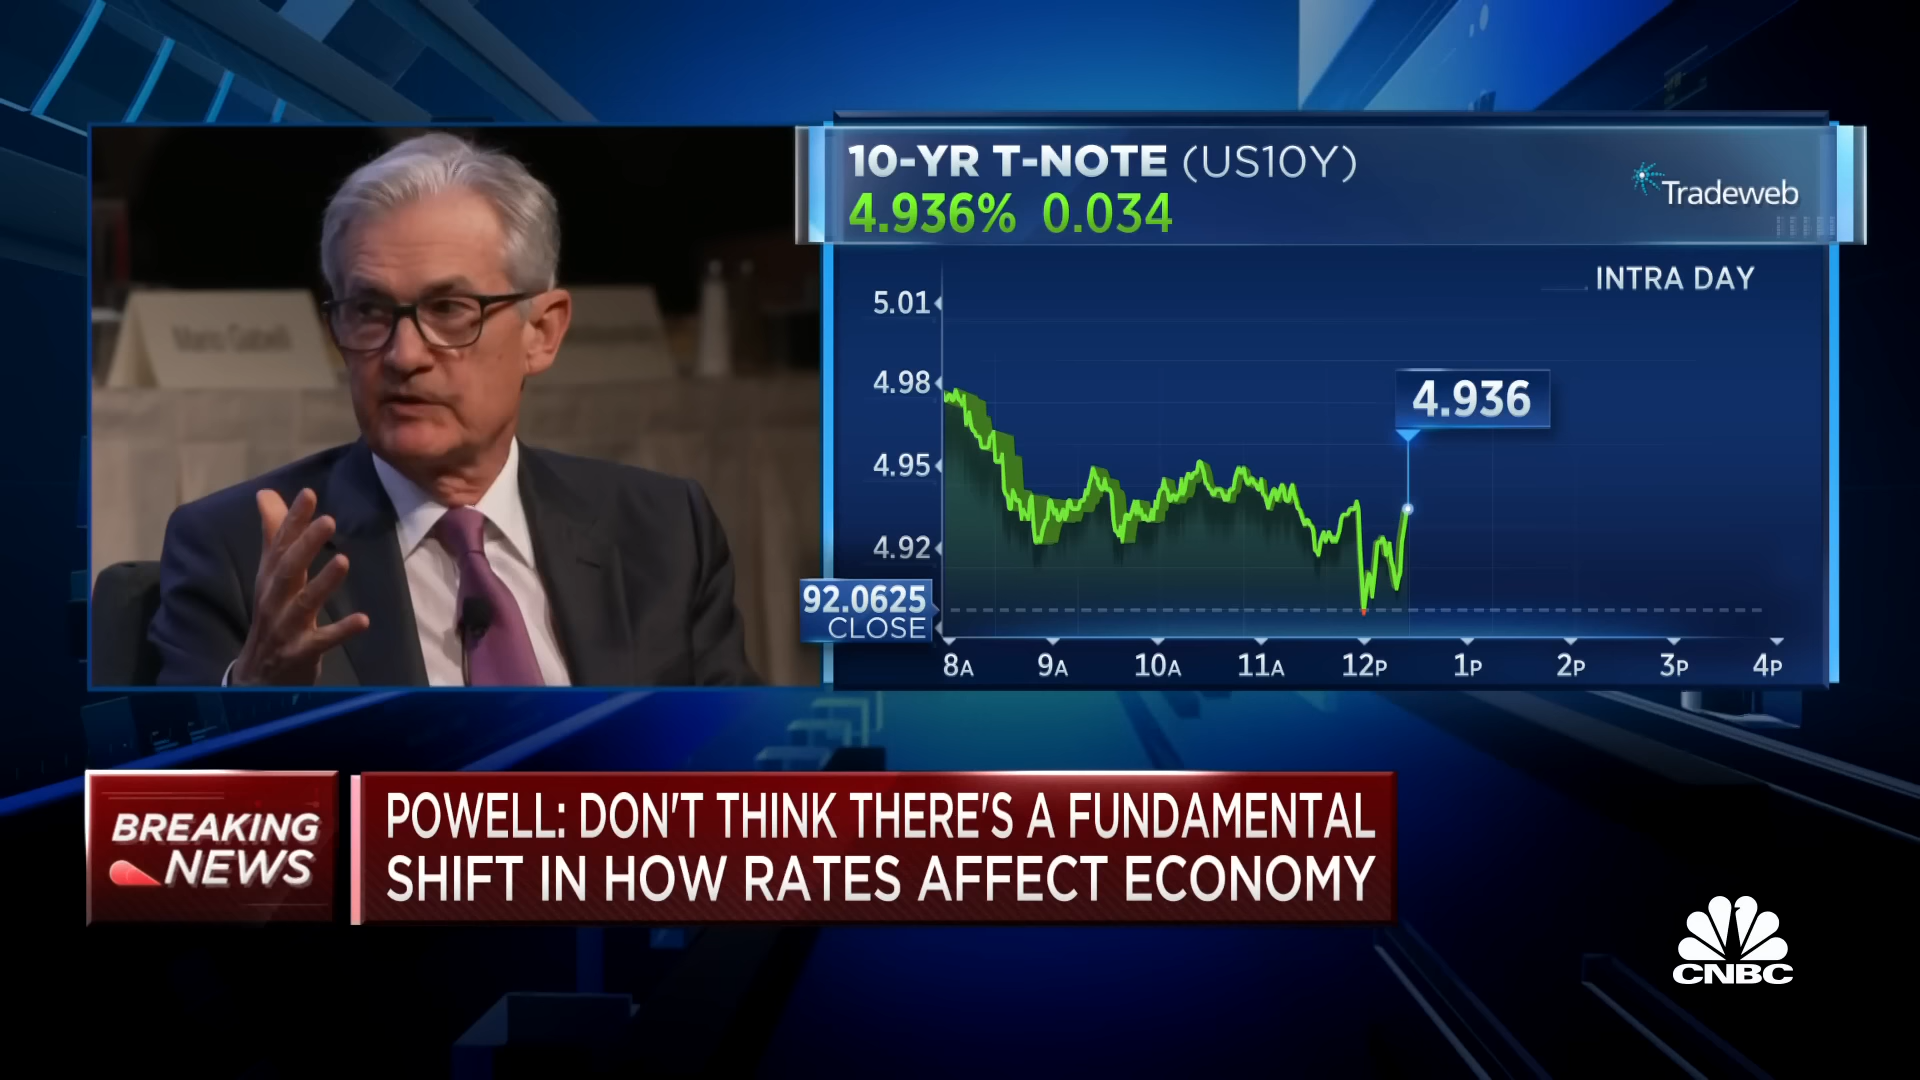 10-YR T-NOTE (US10Y)
4.936% 0.034
Tradeweb
INTRA DAY
5.01
4.98
4.95
4.92
4.936
92.0625
CLOSE
8A 9A 10A 11A 12P 1P 2P 3P 4P
BREAKING
NEWS
POWELL: DON'T THINK THERE'S A FUNDAMENTAL
SHIFT IN HOW RATES AFFECT ECONOMY
CNBC